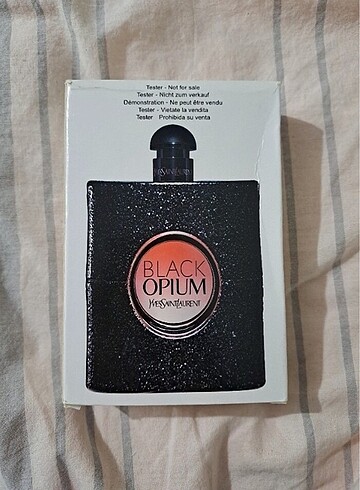 Tester - Not for sale
Tester - Nicht zum verkauf
Démonstration - Ne peut être vendu
Tester - Vietate la vendita
Tester Prohibida su venta
YVESSAINTLAURENT
BLACK
OPIUM
YVESSAINTLAURENT